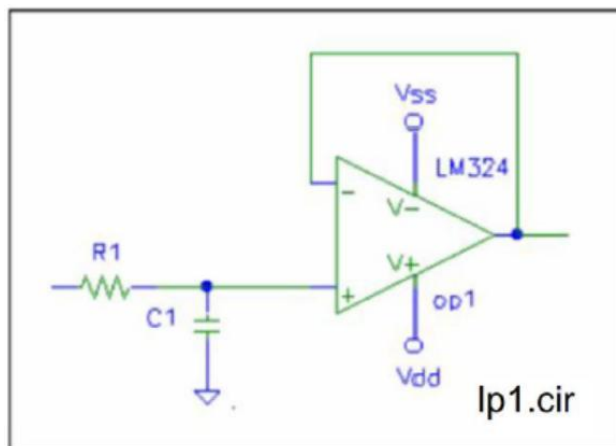 Vss
LM324
-
V-
R1
V+
+
op1
C1
Vdd
lp1.cir